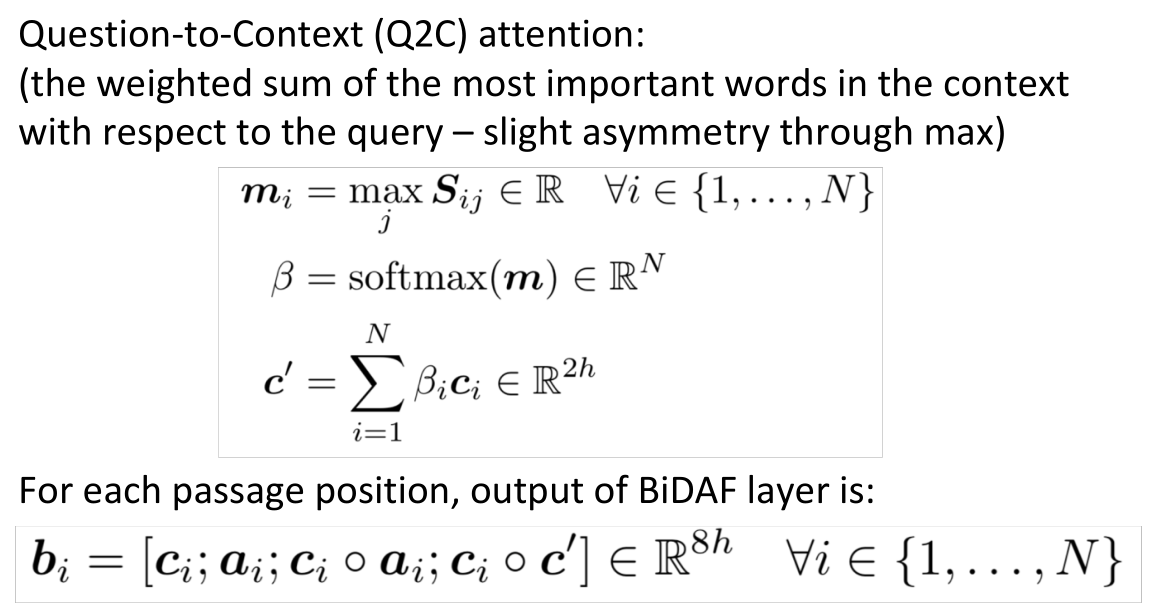 Question-to-Context (Q2C) attention:
(the weighted sum of the most important words in the context
with respect to the query – slight asymmetry through max)
$\boldsymbol{m}_i = \max_j \boldsymbol{S}_{ij} \in \mathbb{R} \quad \forall i \in \{1, \ldots, N\}$
$\beta = \operatorname{softmax}(\boldsymbol{m}) \in \mathbb{R}^N$
$\boldsymbol{c}' = \sum_{i=1}^{N} \beta_i \boldsymbol{c}_i \in \mathbb{R}^{2h}$
For each passage position, output of BiDAF layer is:
$\boldsymbol{b}_i = [\boldsymbol{c}_i; \boldsymbol{a}_i; \boldsymbol{c}_i \circ \boldsymbol{a}_i; \boldsymbol{c}_i \circ \boldsymbol{c}'] \in \mathbb{R}^{8h} \quad \forall i \in \{1, \ldots, N\}$